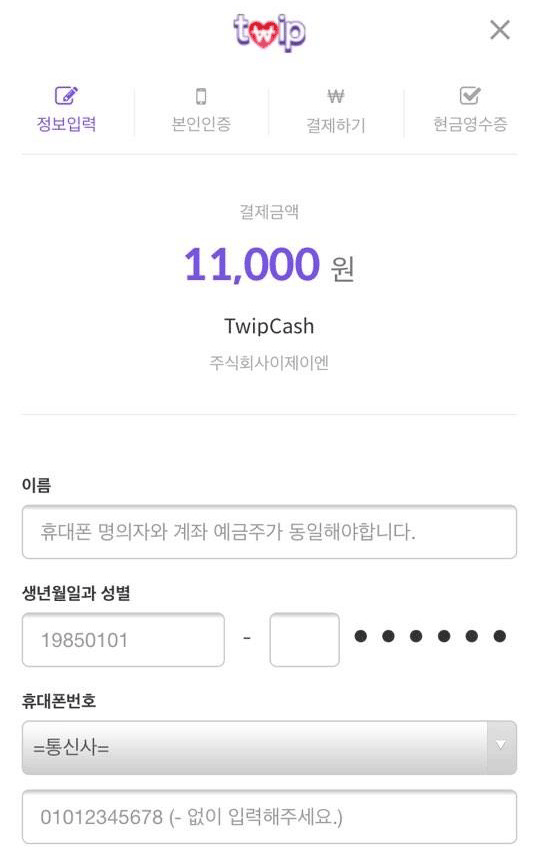 twip
정보입력
본인인증
결제하기
현금영수증
결제금액
11,000 원
TwipCash
주식회사이제이엔
이름
휴대폰 명의자와 계좌 예금주가 동일해야합니다.
생년월일과 성별
19850101 - ●●●●●●
휴대폰번호
=통신사=
01012345678 (- 없이 입력해주세요.)